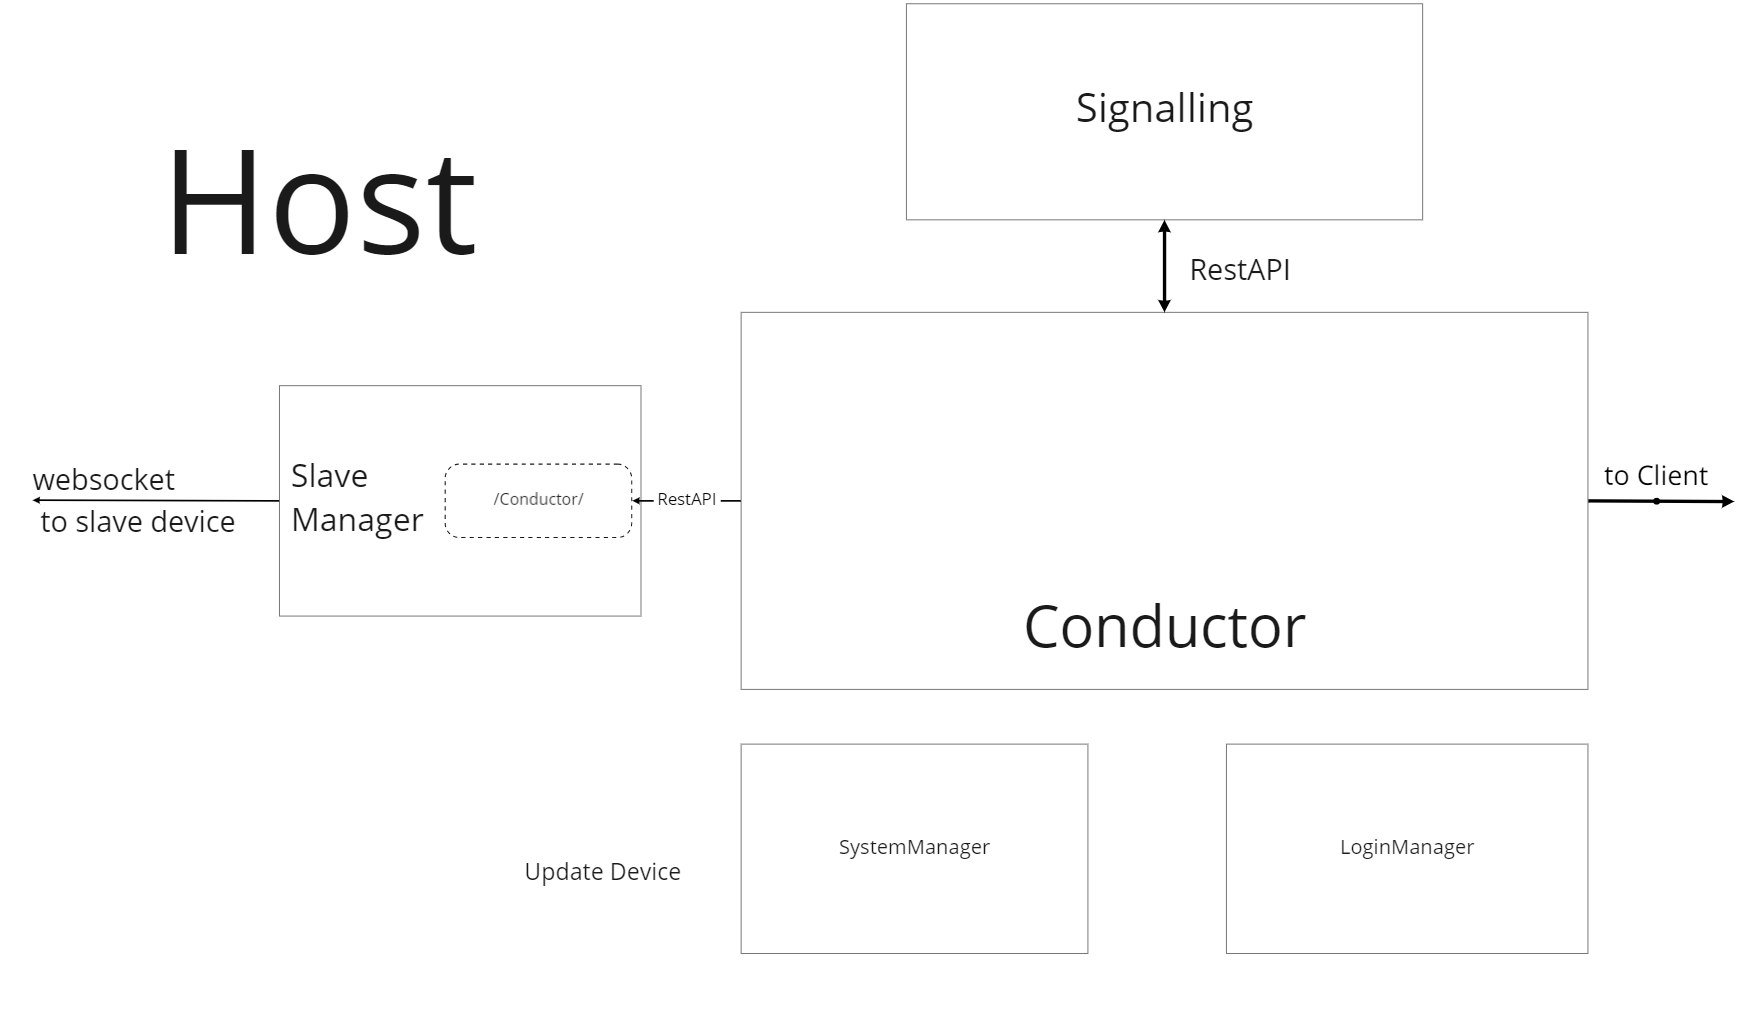 Signalling
Host
RestAPI
websocket
to slave device
Slave
Manager
/Conductor/
RestAPI
to Client
Conductor
Update Device
SystemManager
LoginManager